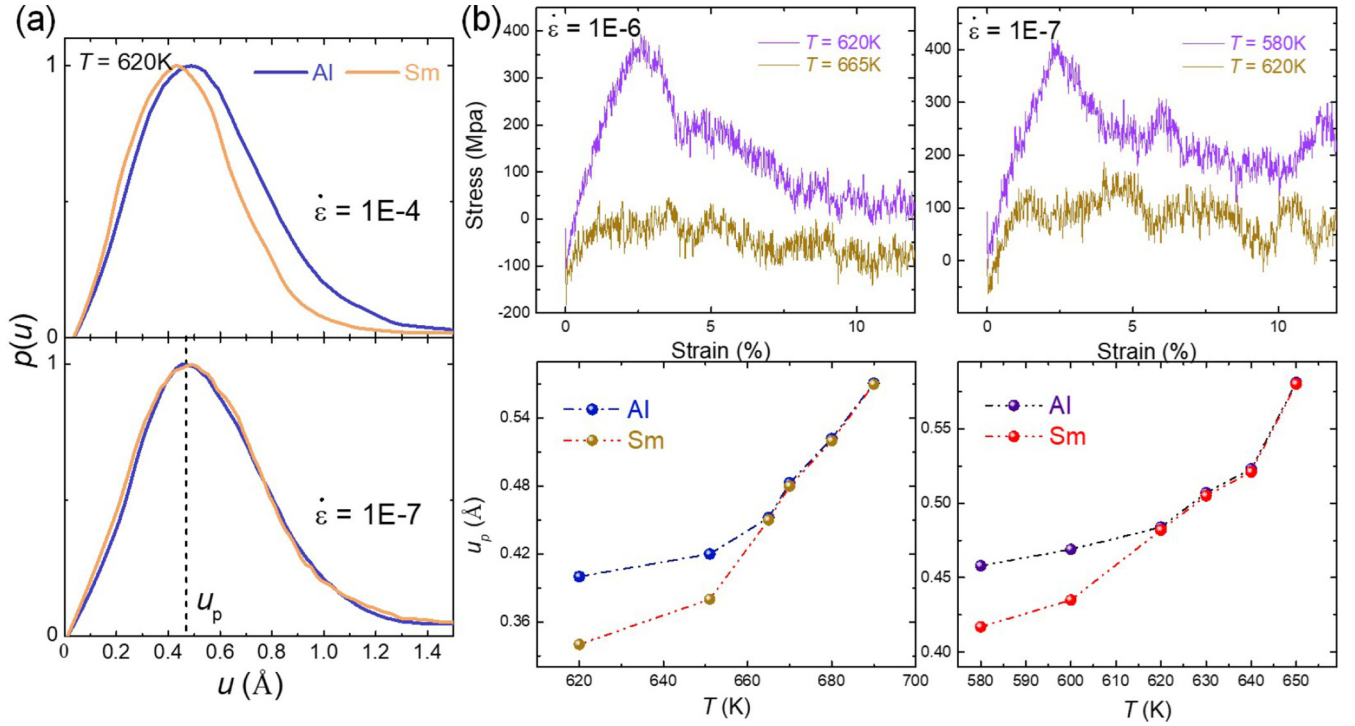 (a)
T = 620K
Al
Sm
1
ε̇ = 1E-4
0
1
ε̇ = 1E-7
u_p
0
0 0.2 0.4 0.6 0.8 1.0 1.2 1.4
p(u)
u (Å)
(b)
ε̇ = 1E-6
T = 620K
T = 665K
400
300
200
100
0
-100
-200
Stress (Mpa)
0 5 10
Strain (%)
ε̇ = 1E-7
T = 580K
T = 620K
400
300
200
100
0
0 5 10
Strain (%)
Al
Sm
0.54
0.48
0.42
0.36
u_p (Å)
620 640 660 680 700
T (K)
Al
Sm
0.55
0.50
0.45
0.40
580 590 600 610 620 630 640 650
T (K)